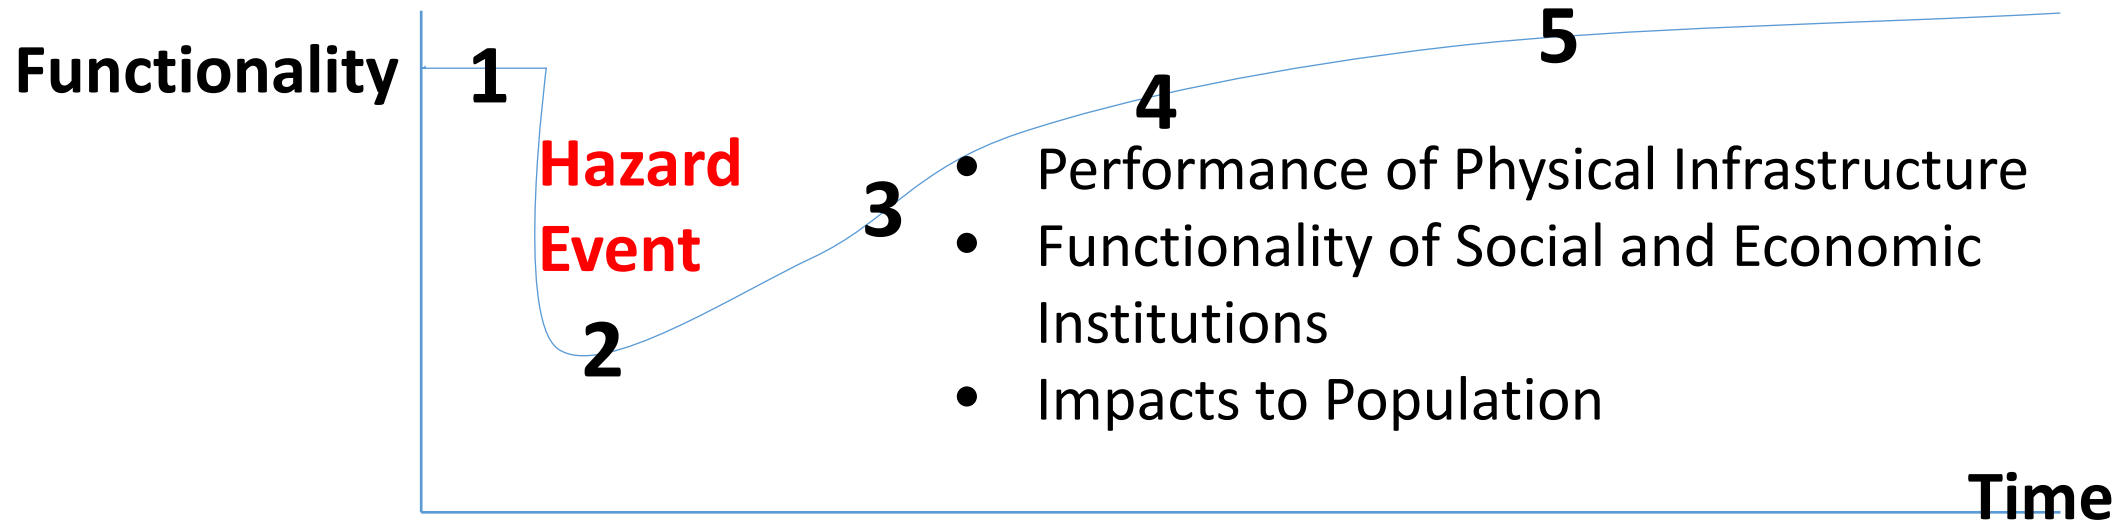 Functionality
1
Hazard
Event
2
3
4
5
• Performance of Physical Infrastructure
• Functionality of Social and Economic
Institutions
• Impacts to Population
Time